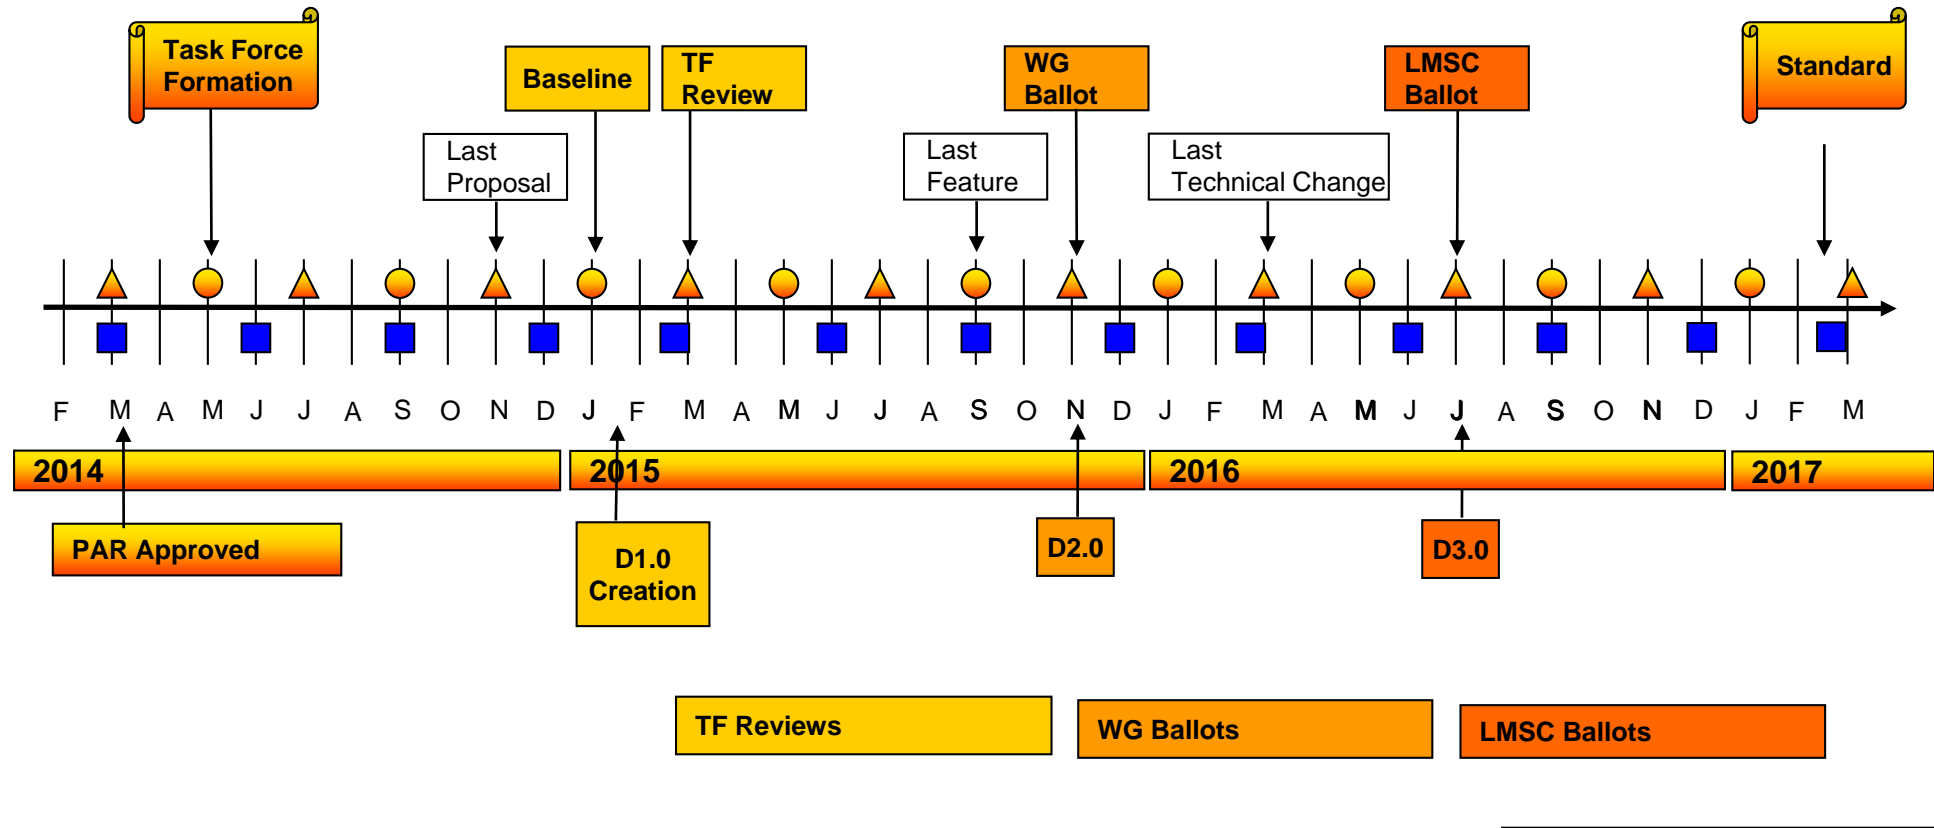 Task Force
Formation
Baseline
TF
Review
WG
Ballot
LMSC
Ballot
Standard
Last
Proposal
Last
Feature
Last
Technical Change
F M A M J J A S O N D J F M A M J J A S O N D J F M A M J J A S O N D J F M
2014 2015 2016 2017
PAR Approved
D1.0
Creation
D2.0
D3.0
TF Reviews
WG Ballots
LMSC Ballots